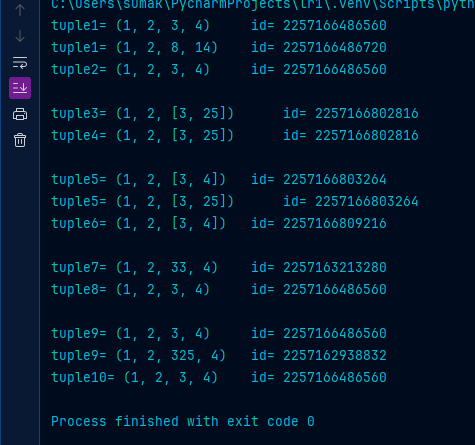 C:\Users\sumak\PycharmProjects\lr1\.venv\Scripts\pyth
tuple1= (1, 2, 3, 4)     id= 2257166486560
tuple1= (1, 2, 8, 14)    id= 2257166486720
tuple2= (1, 2, 3, 4)     id= 2257166486560
tuple3= (1, 2, [3, 25])      id= 2257166802816
tuple4= (1, 2, [3, 25])      id= 2257166802816
tuple5= (1, 2, [3, 4])   id= 2257166803264
tuple5= (1, 2, [3, 25])      id= 2257166803264
tuple6= (1, 2, [3, 4])   id= 2257166809216
tuple7= (1, 2, 33, 4)    id= 2257163213280
tuple8= (1, 2, 3, 4)     id= 2257166486560
tuple9= (1, 2, 3, 4)     id= 2257166486560
tuple9= (1, 2, 325, 4)   id= 2257162938832
tuple10= (1, 2, 3, 4)    id= 2257166486560
Process finished with exit code 0